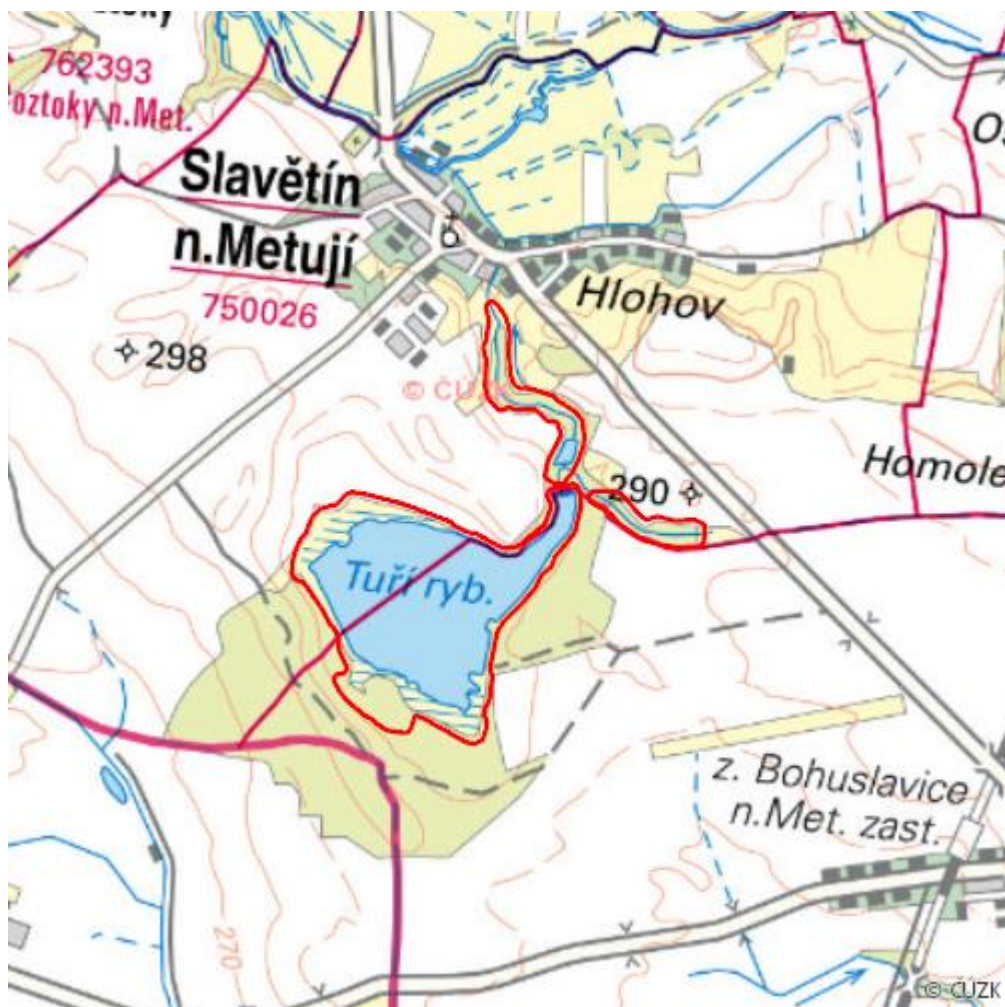 762393
oztoky n.Met.
Slavětín
n.Metují
750026
Hlohov
298
© ČÚZK
290
Homole
Tuří ryb.
z. Bohuslavice
n.Met. zast.
270
© ČÚZK